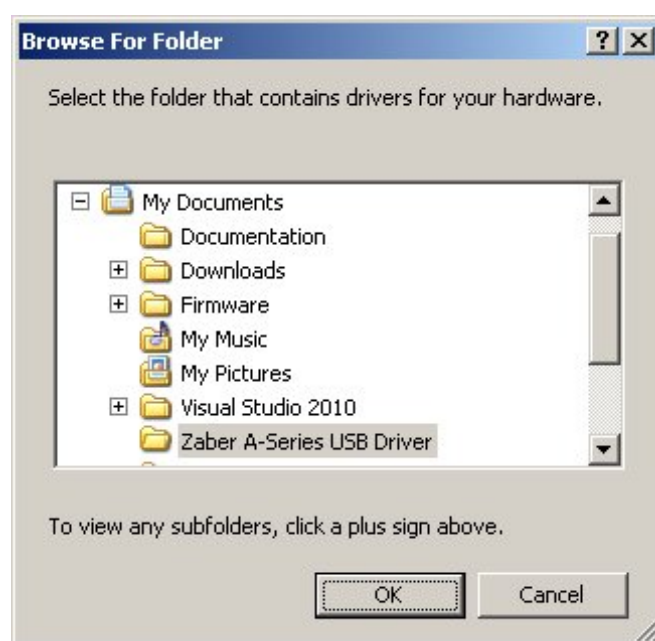 Browse For Folder
Select the folder that contains drivers for your hardware.
My Documents
Documentation
Downloads
Firmware
My Music
My Pictures
Visual Studio 2010
Zaber A-Series USB Driver
To view any subfolders, click a plus sign above.
OK Cancel